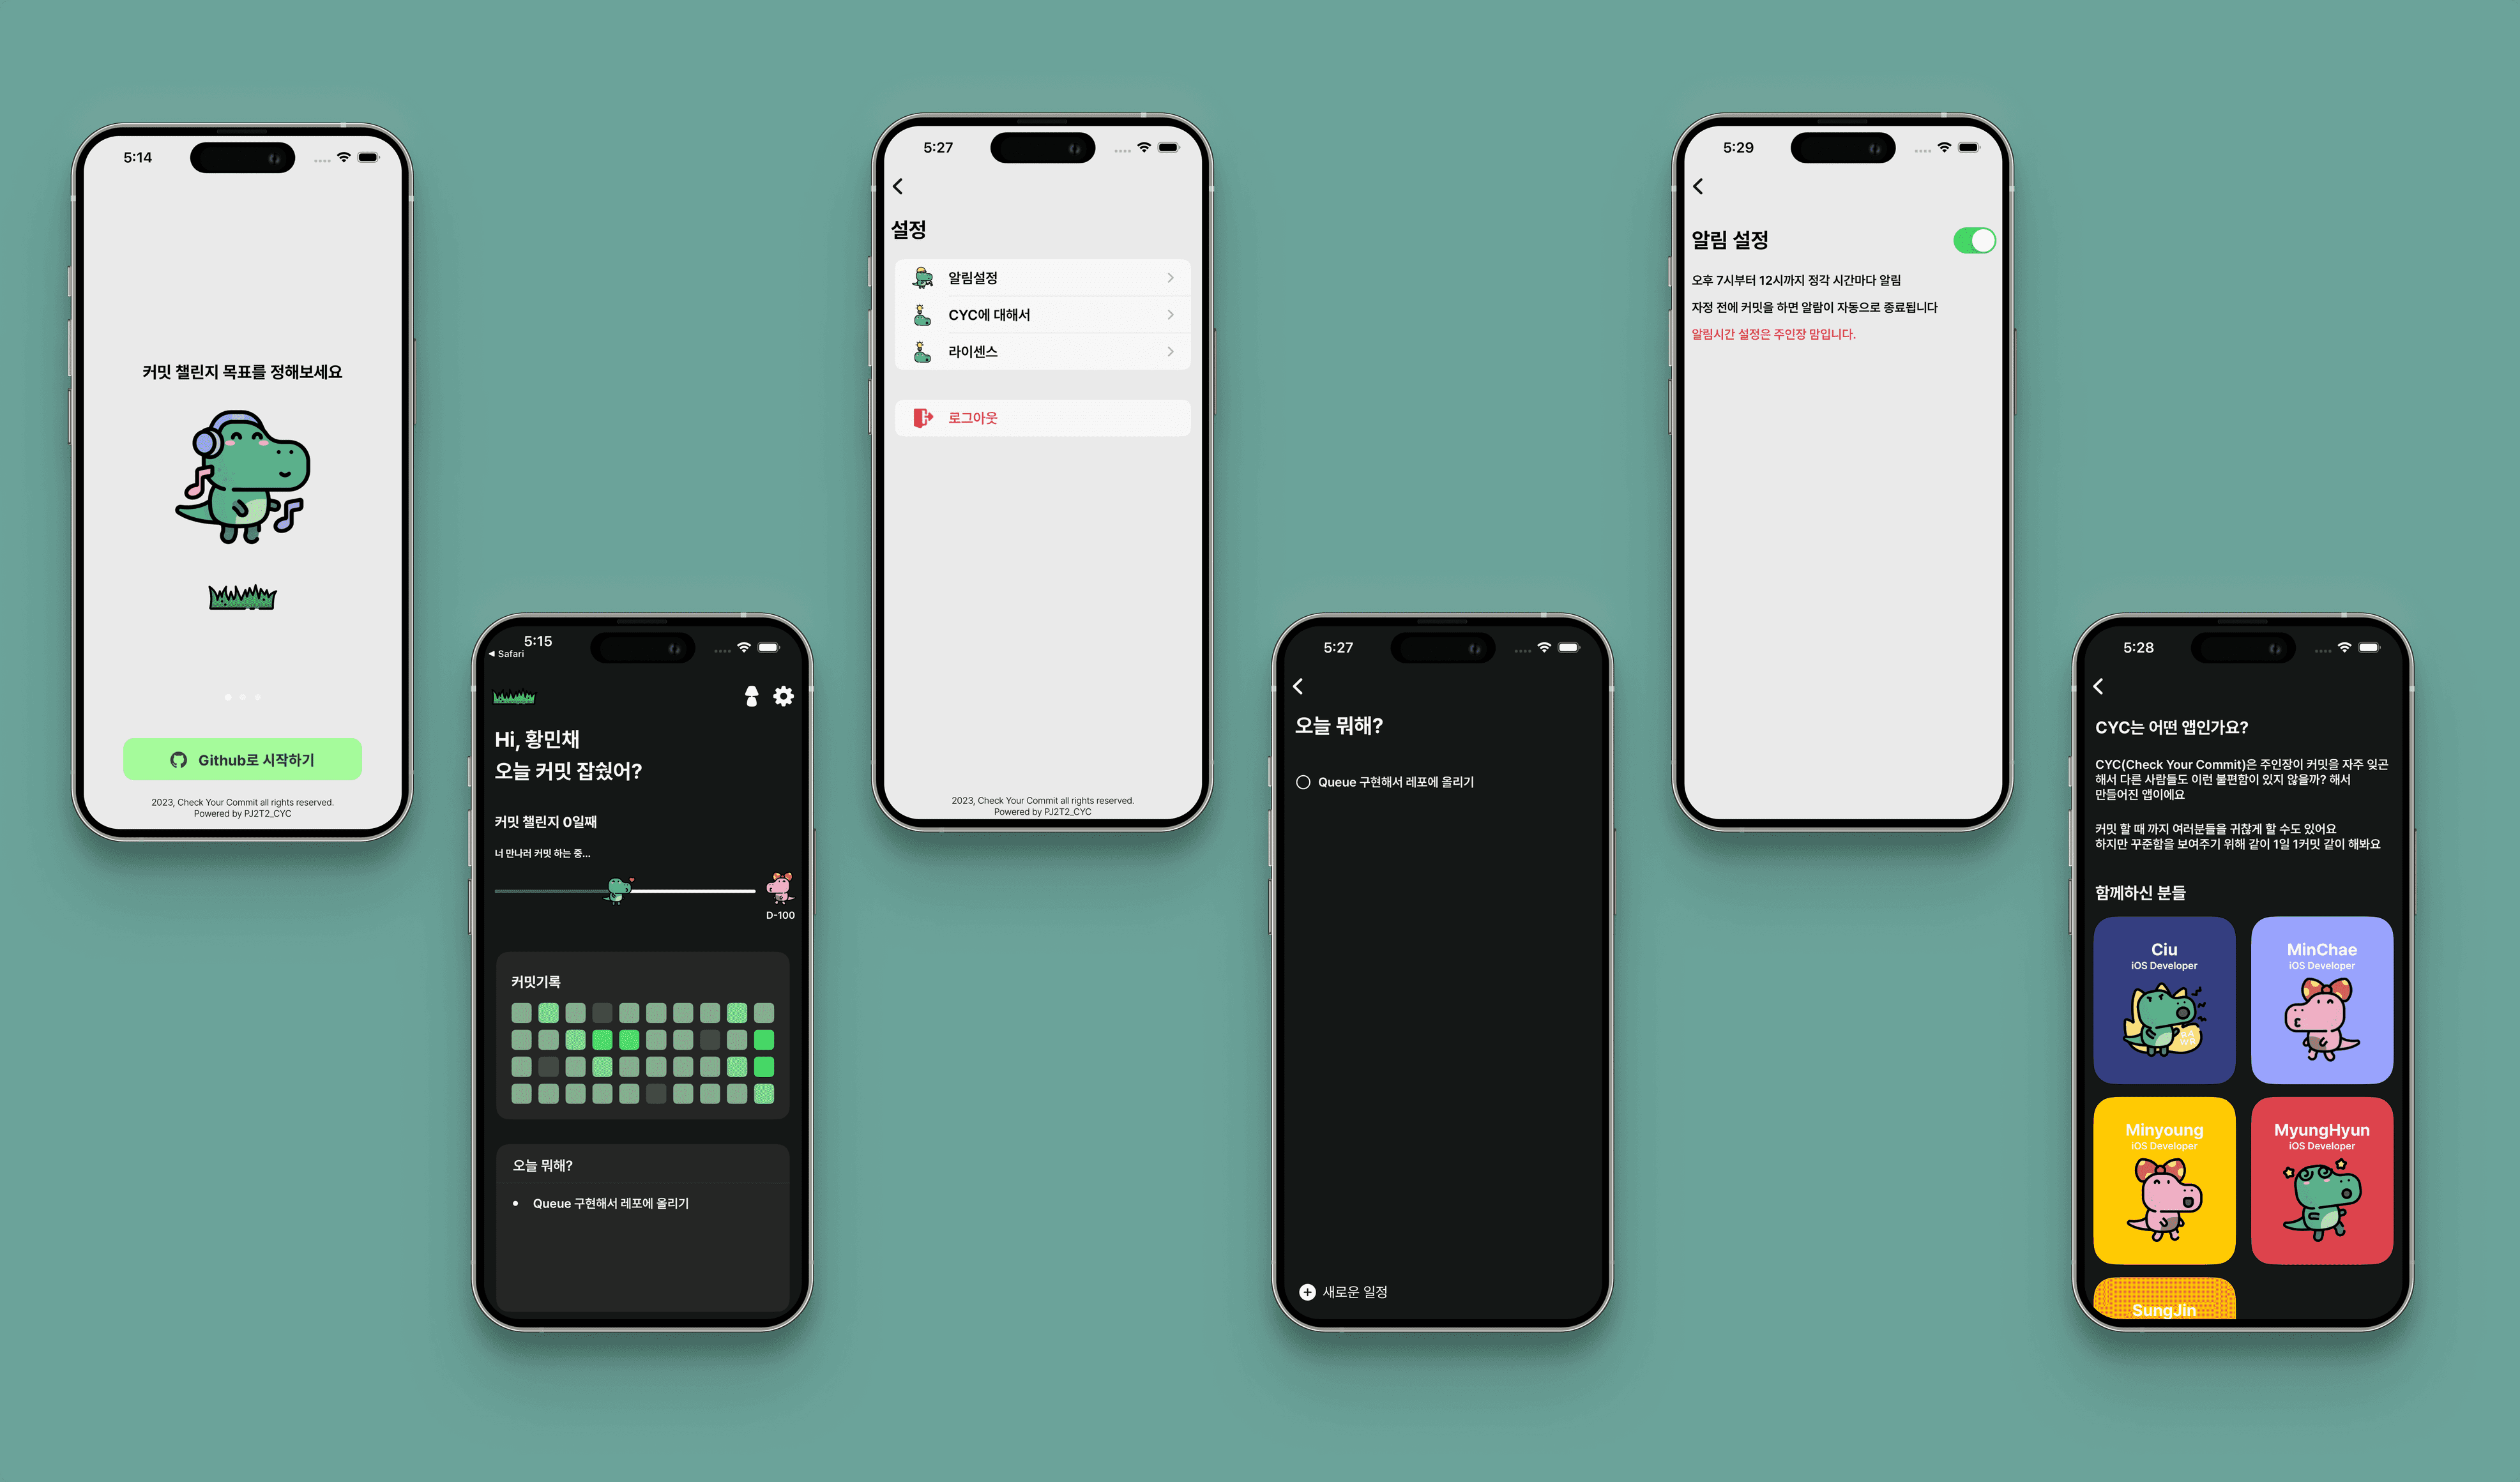 5:14
커밋 챌린지 목표를 정해보세요
Github로 시작하기
2023, Check Your Commit all rights reserved.
Powered by PJ2T2_CYC
5:15
◀ Safari
Hi, 황민채
오늘 커밋 잡쉈어?
커밋 챌린지 0일째
너 만나러 커밋 하는 중...
D-100
커밋기록
오늘 뭐해?
• Queue 구현해서 레포에 올리기
5:27
설정
알림설정
CYC에 대해서
라이센스
로그아웃
2023, Check Your Commit all rights reserved.
Powered by PJ2T2_CYC
5:27
오늘 뭐해?
Queue 구현해서 레포에 올리기
새로운 일정
5:29
알림 설정
오후 7시부터 12시까지 정각 시간마다 알림
자정 전에 커밋을 하면 알람이 자동으로 종료됩니다
알림시간 설정은 주인장 맘입니다.
5:28
CYC는 어떤 앱인가요?
CYC(Check Your Commit)은 주인장이 커밋을 자주 잊곤
해서 다른 사람들도 이런 불편함이 있지 않을까? 해서
만들어진 앱이에요
커밋 할 때 까지 여러분들을 귀찮게 할 수도 있어요
하지만 꾸준함을 보여주기 위해 같이 1일 1커밋 같이 해봐요
함께하신 분들
Ciu
iOS Developer
RA
WR
MinChae
iOS Developer
Minyoung
iOS Developer
MyungHyun
iOS Developer
SungJin